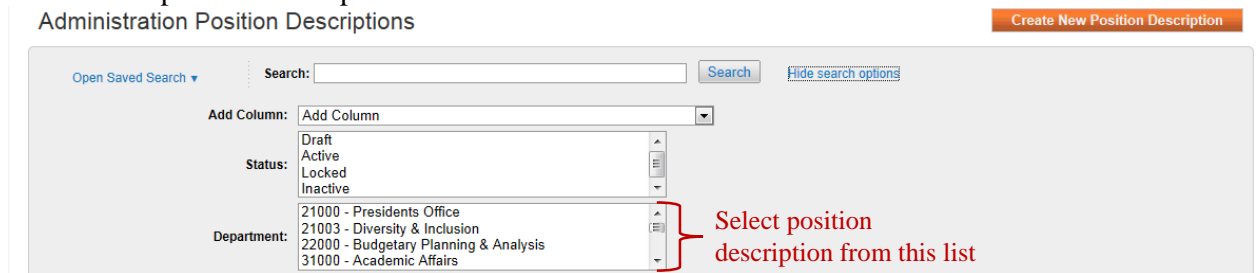 Administration Position Descriptions
Create New Position Description
Open Saved Search ▼
Search:
Search
Hide search options
Add Column:
Add Column
Status:
Draft
Active
Locked
Inactive
Department:
21000 - Presidents Office
21003 - Diversity & Inclusion
22000 - Budgetary Planning & Analysis
31000 - Academic Affairs
Select position
description from this list